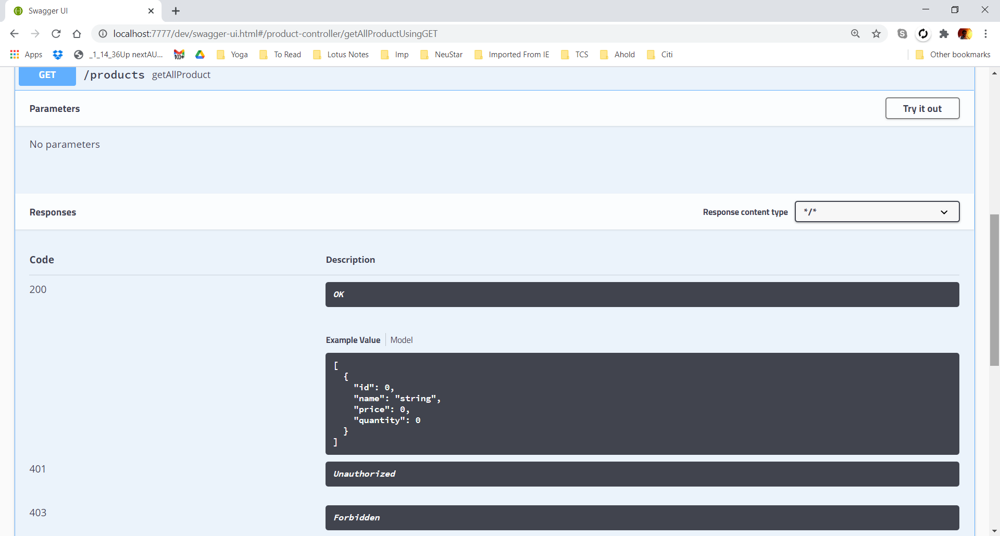 Swagger UI
localhost:7777/dev/swagger-ui.html#/product-controller/getAllProductUsingGET
Apps
_1_14_36Up nextAU...
100+
Yoga
To Read
Lotus Notes
Imp
NeuStar
Imported From IE
TCS
Ahold
Citi
Other bookmarks
GET /products getAllProduct
Parameters
Try it out
No parameters
Responses
Response content type
*/*
Code
Description
200
OK
Example Value
Model
[
{
"id": 0,
"name": "string",
"price": 0,
"quantity": 0
}
]
401
Unauthorized
403
Forbidden